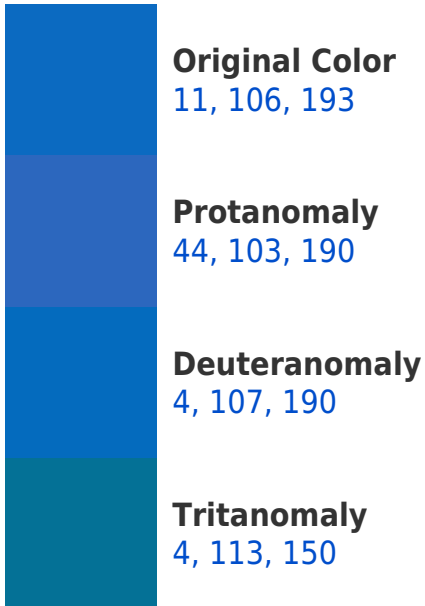 Original Color
11, 106, 193
Protanomaly
44, 103, 190
Deuteranomaly
4, 107, 190
Tritanomaly
4, 113, 150